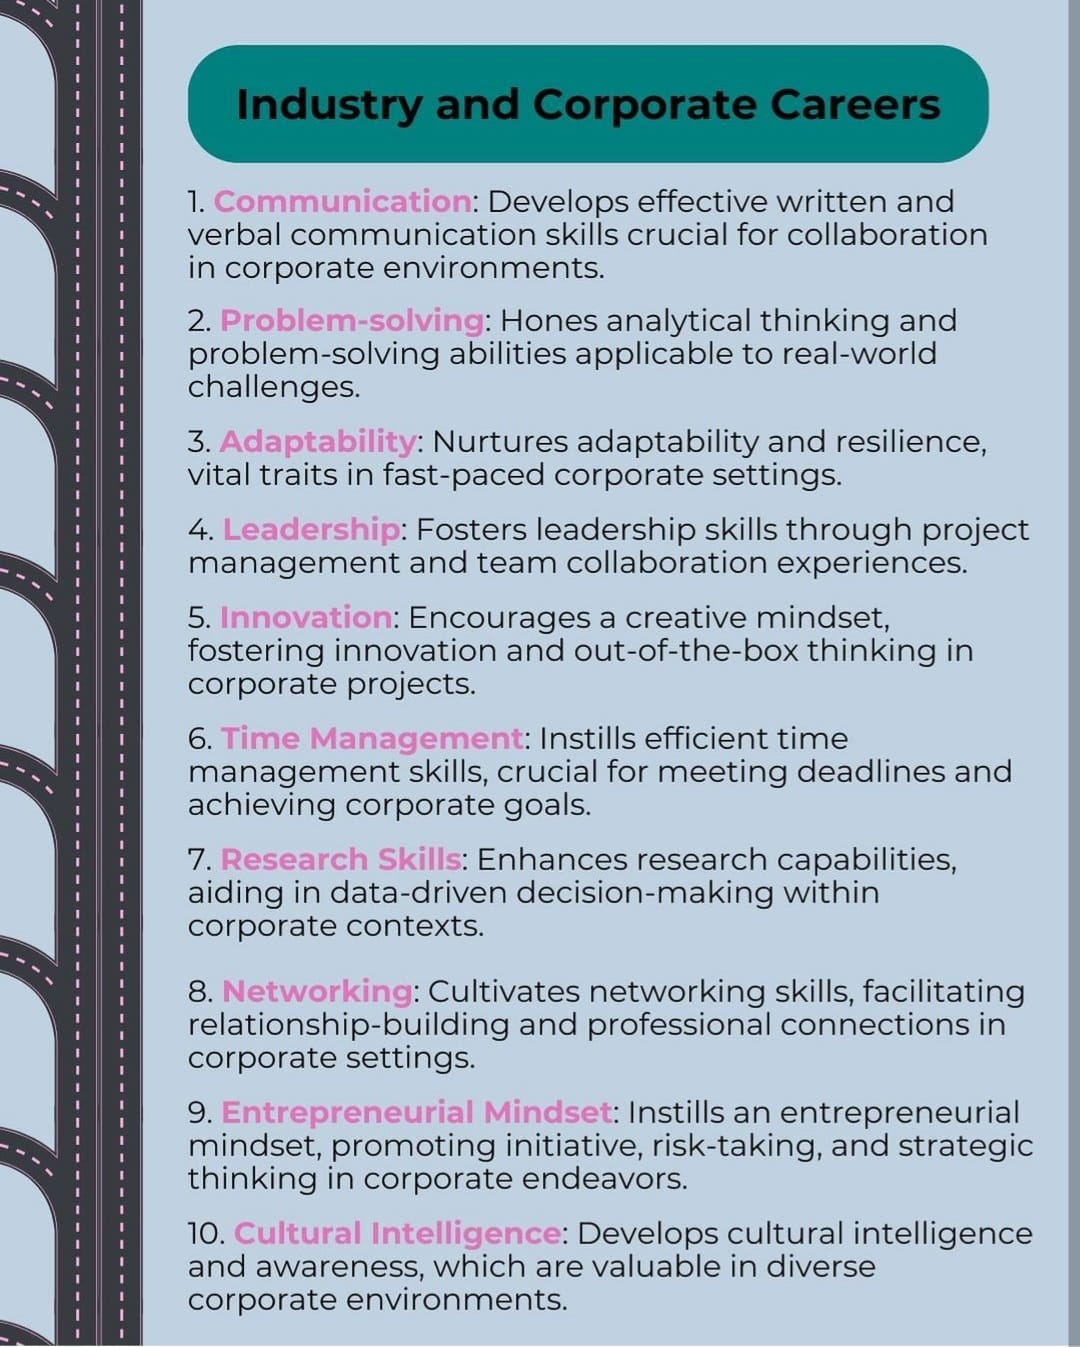 Industry and Corporate Careers
1. Communication: Develops effective written and
verbal communication skills crucial for collaboration
in corporate environments.
2. Problem-solving: Hones analytical thinking and
problem-solving abilities applicable to real-world
challenges.
3. Adaptability: Nurtures adaptability and resilience,
vital traits in fast-paced corporate settings.
4. Leadership: Fosters leadership skills through project
management and team collaboration experiences.
5. Innovation: Encourages a creative mindset,
fostering innovation and out-of-the-box thinking in
corporate projects.
6. Time Management: Instills efficient time
management skills, crucial for meeting deadlines and
achieving corporate goals.
7. Research Skills: Enhances research capabilities,
aiding in data-driven decision-making within
corporate contexts.
8. Networking: Cultivates networking skills, facilitating
relationship-building and professional connections in
corporate settings.
9. Entrepreneurial Mindset: Instills an entrepreneurial
mindset, promoting initiative, risk-taking, and strategic
thinking in corporate endeavors.
10. Cultural Intelligence: Develops cultural intelligence
and awareness, which are valuable in diverse
corporate environments.